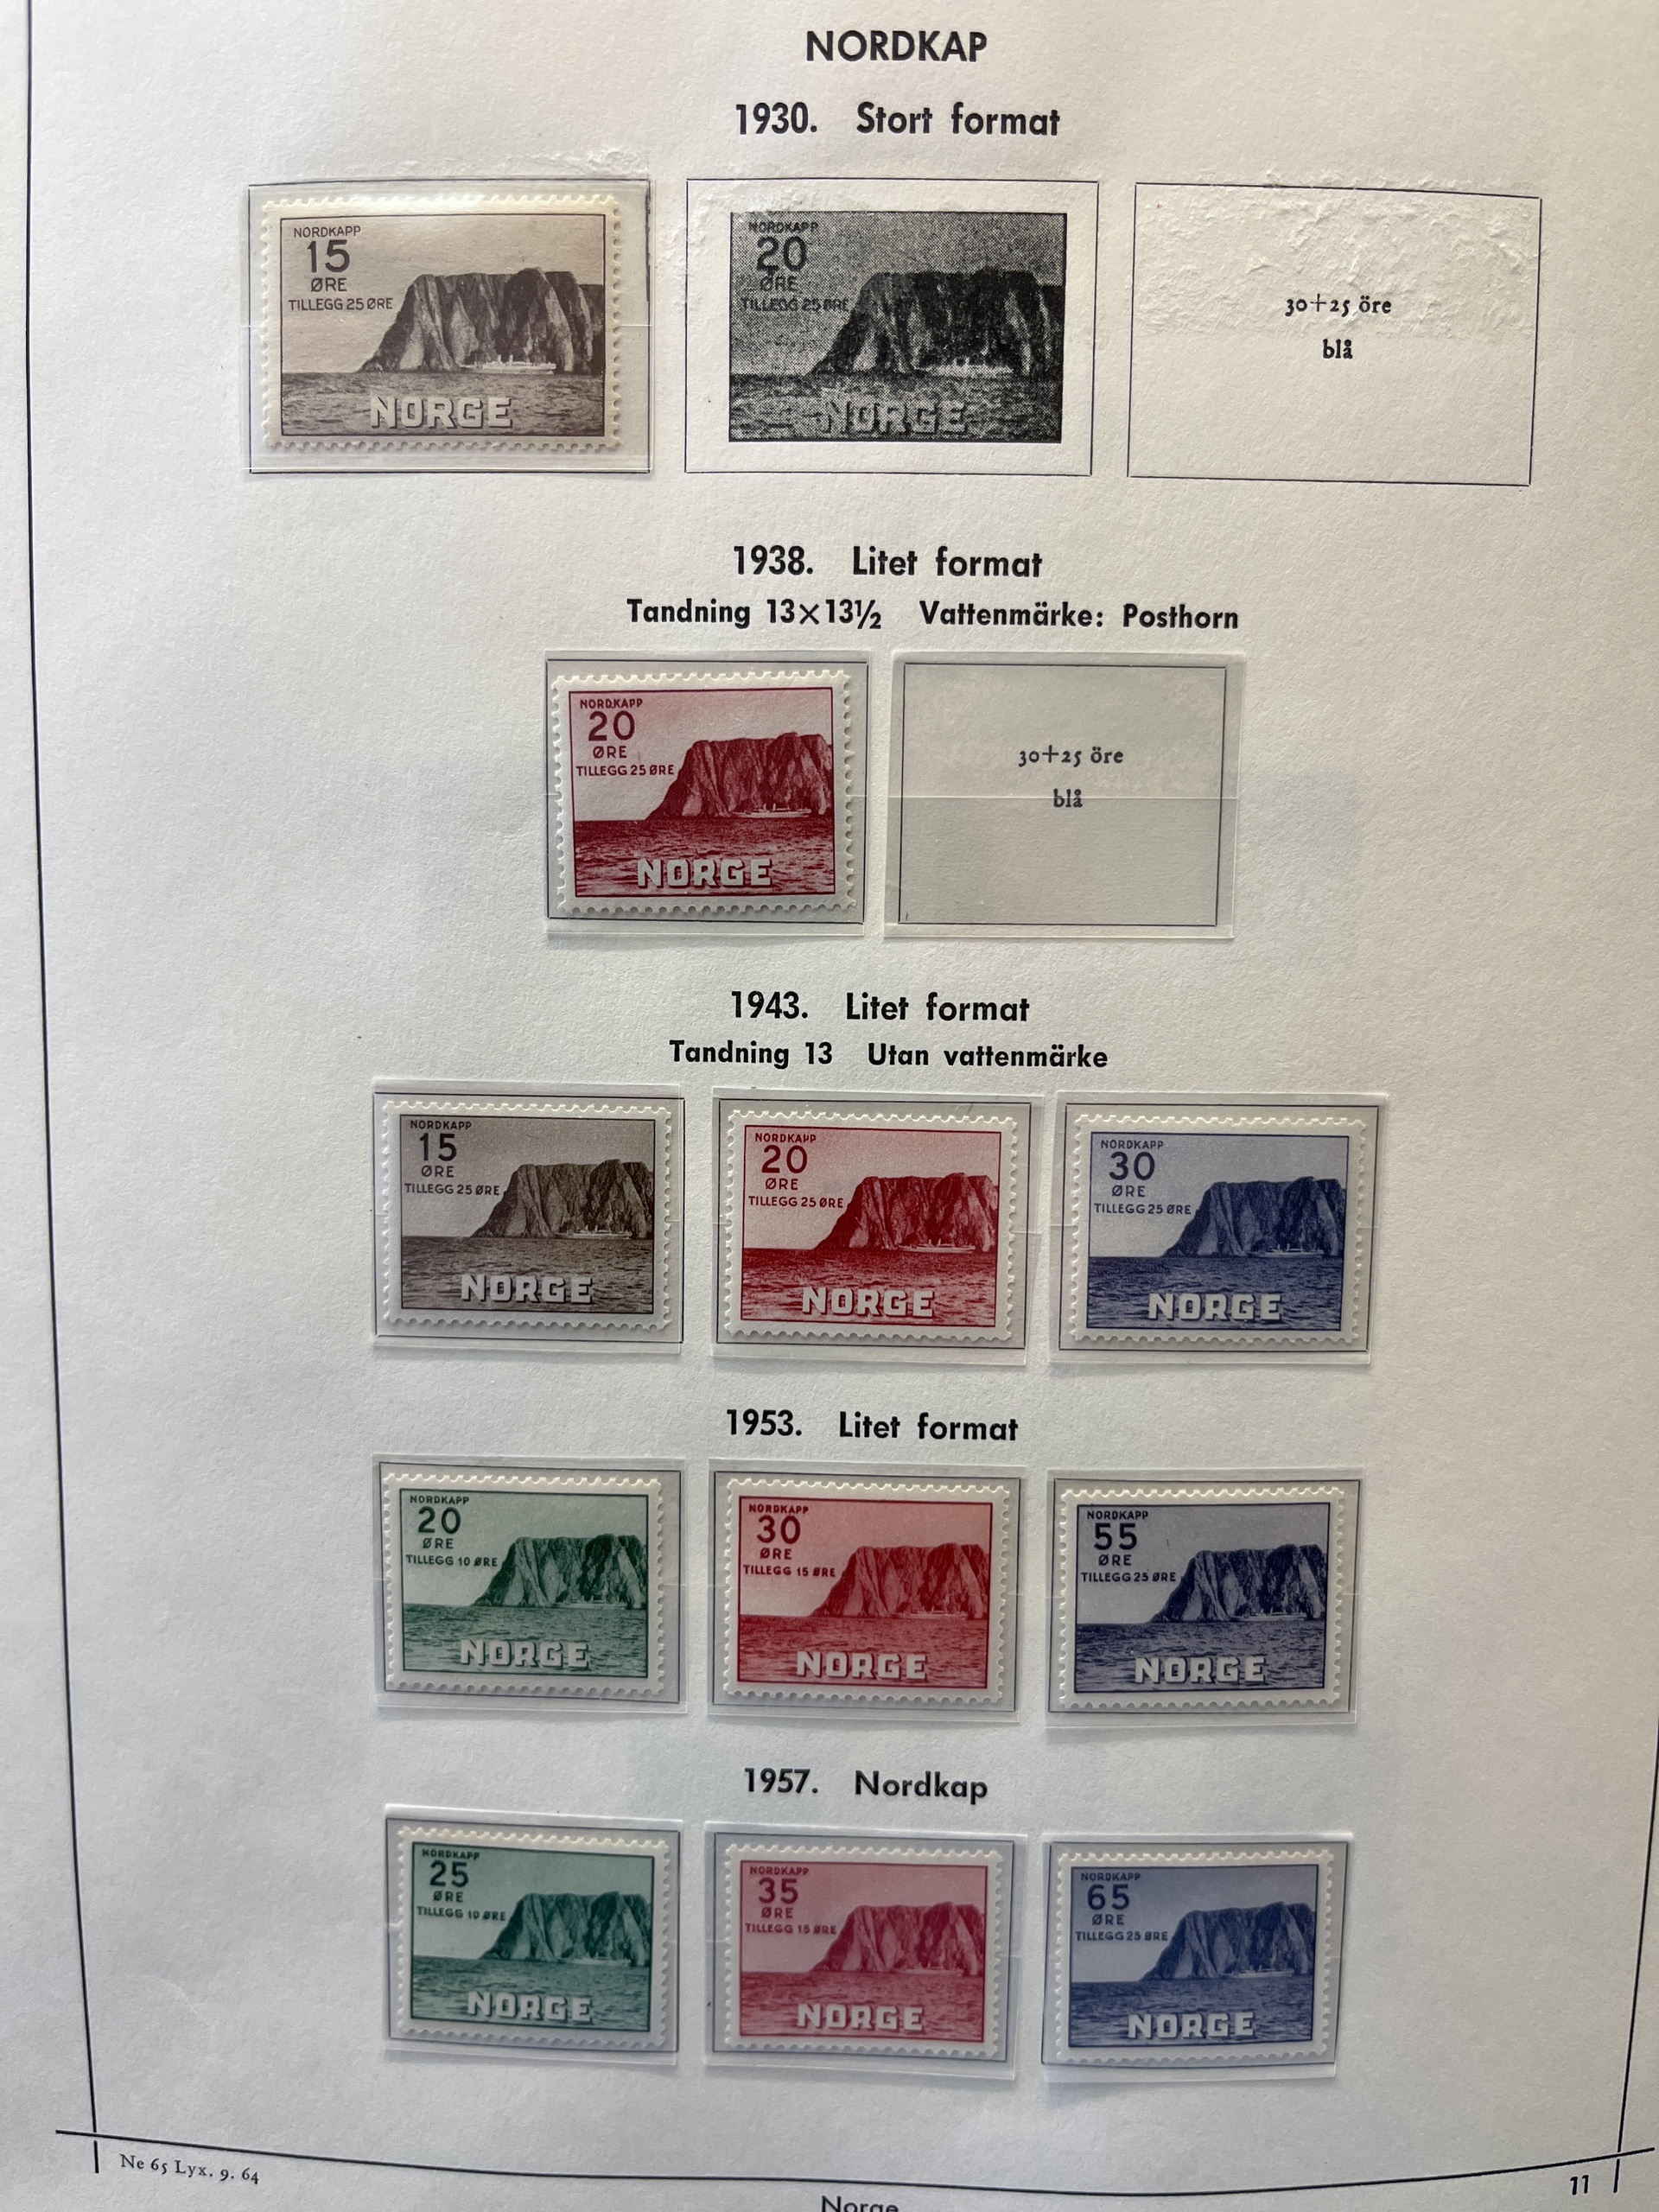 NORDKAP
1930. Stort format
NORDKAPP
15
ØRE
TILLEGG 25 ØRE
NORGE
NORDKAPP
20
ØRE
TILLEGG 25 ØRE
NORGE
30+25 öre
blå
1938. Litet format
Tandning 13×13½ Vattenmärke: Posthorn
NORDKAPP
20
ØRE
TILLEGG 25 ØRE
NORGE
30+25 öre
blå
1943. Litet format
Tandning 13 Utan vattenmärke
NORDKAPP
15
ØRE
TILLEGG 25 ØRE
NORGE
NORDKAPP
20
ØRE
TILLEGG 25 ØRE
NORGE
NORDKAPP
30
ØRE
TILLEGG 25 ØRE
NORGE
1953. Litet format
NORDKAPP
20
ØRE
TILLEGG 10 ØRE
NORGE
NORDKAPP
30
ØRE
TILLEGG 15 ØRE
NORGE
NORDKAPP
55
ØRE
TILLEGG 25 ØRE
NORGE
1957. Nordkap
NORDKAPP
25
ØRE
TILLEGG 10 ØRE
NORGE
NORDKAPP
35
ØRE
TILLEGG 15 ØRE
NORGE
NORDKAPP
65
ØRE
TILLEGG 25 ØRE
NORGE
Ne 65 Lyx. 9. 64
11
Norge